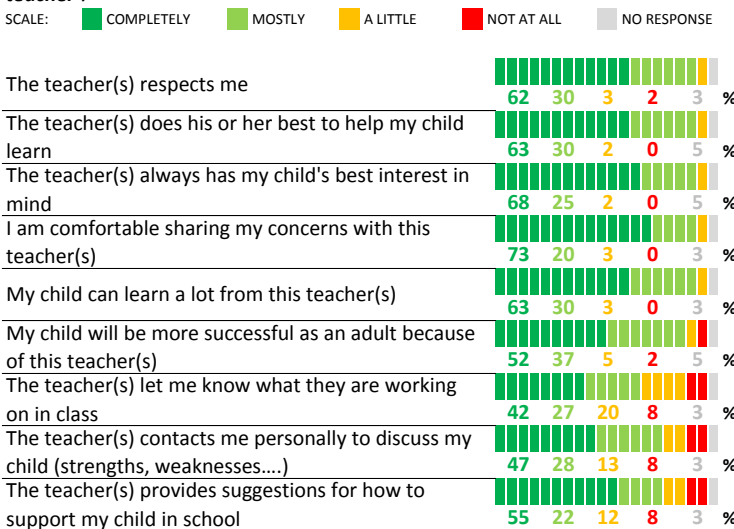 teacher?
SCALE: COMPLETELY MOSTLY A LITTLE NOT AT ALL NO RESPONSE
The teacher(s) respects me
62 30 3 2 3 %
The teacher(s) does his or her best to help my child
learn
63 30 2 0 5 %
The teacher(s) always has my child's best interest in
mind
68 25 2 0 5 %
I am comfortable sharing my concerns with this
teacher(s)
73 20 3 0 3 %
My child can learn a lot from this teacher(s)
63 30 3 0 3 %
My child will be more successful as an adult because
of this teacher(s)
52 37 5 2 5 %
The teacher(s) let me know what they are working
on in class
42 27 20 8 3 %
The teacher(s) contacts me personally to discuss my
child (strengths, weaknesses....)
47 28 13 8 3 %
The teacher(s) provides suggestions for how to
support my child in school
55 22 12 8 3 %